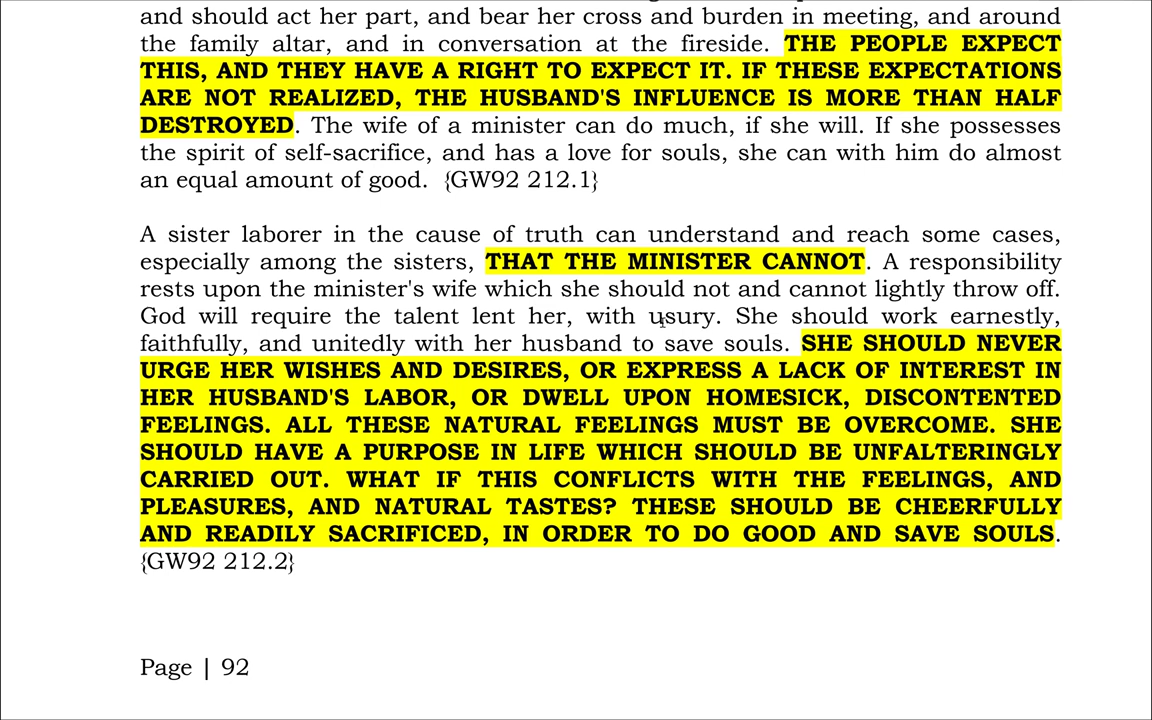 and should act her part, and bear her cross and burden in meeting, and around
the family altar, and in conversation at the fireside. THE PEOPLE EXPECT
THIS, AND THEY HAVE A RIGHT TO EXPECT IT. IF THESE EXPECTATIONS
ARE NOT REALIZED, THE HUSBAND'S INFLUENCE IS MORE THAN HALF
DESTROYED. The wife of a minister can do much, if she will. If she possesses
the spirit of self-sacrifice, and has a love for souls, she can with him do almost
an equal amount of good. {GW92 212.1}
A sister laborer in the cause of truth can understand and reach some cases,
especially among the sisters, THAT THE MINISTER CANNOT. A responsibility
rests upon the minister's wife which she should not and cannot lightly throw off.
God will require the talent lent her, with usury. She should work earnestly,
faithfully, and unitedly with her husband to save souls. SHE SHOULD NEVER
URGE HER WISHES AND DESIRES, OR EXPRESS A LACK OF INTEREST IN
HER HUSBAND'S LABOR, OR DWELL UPON HOMESICK, DISCONTENTED
FEELINGS. ALL THESE NATURAL FEELINGS MUST BE OVERCOME. SHE
SHOULD HAVE A PURPOSE IN LIFE WHICH SHOULD BE UNFALTERINGLY
CARRIED OUT. WHAT IF THIS CONFLICTS WITH THE FEELINGS, AND
PLEASURES, AND NATURAL TASTES? THESE SHOULD BE CHEERFULLY
AND READILY SACRIFICED, IN ORDER TO DO GOOD AND SAVE SOULS.
{GW92 212.2}
Page | 92